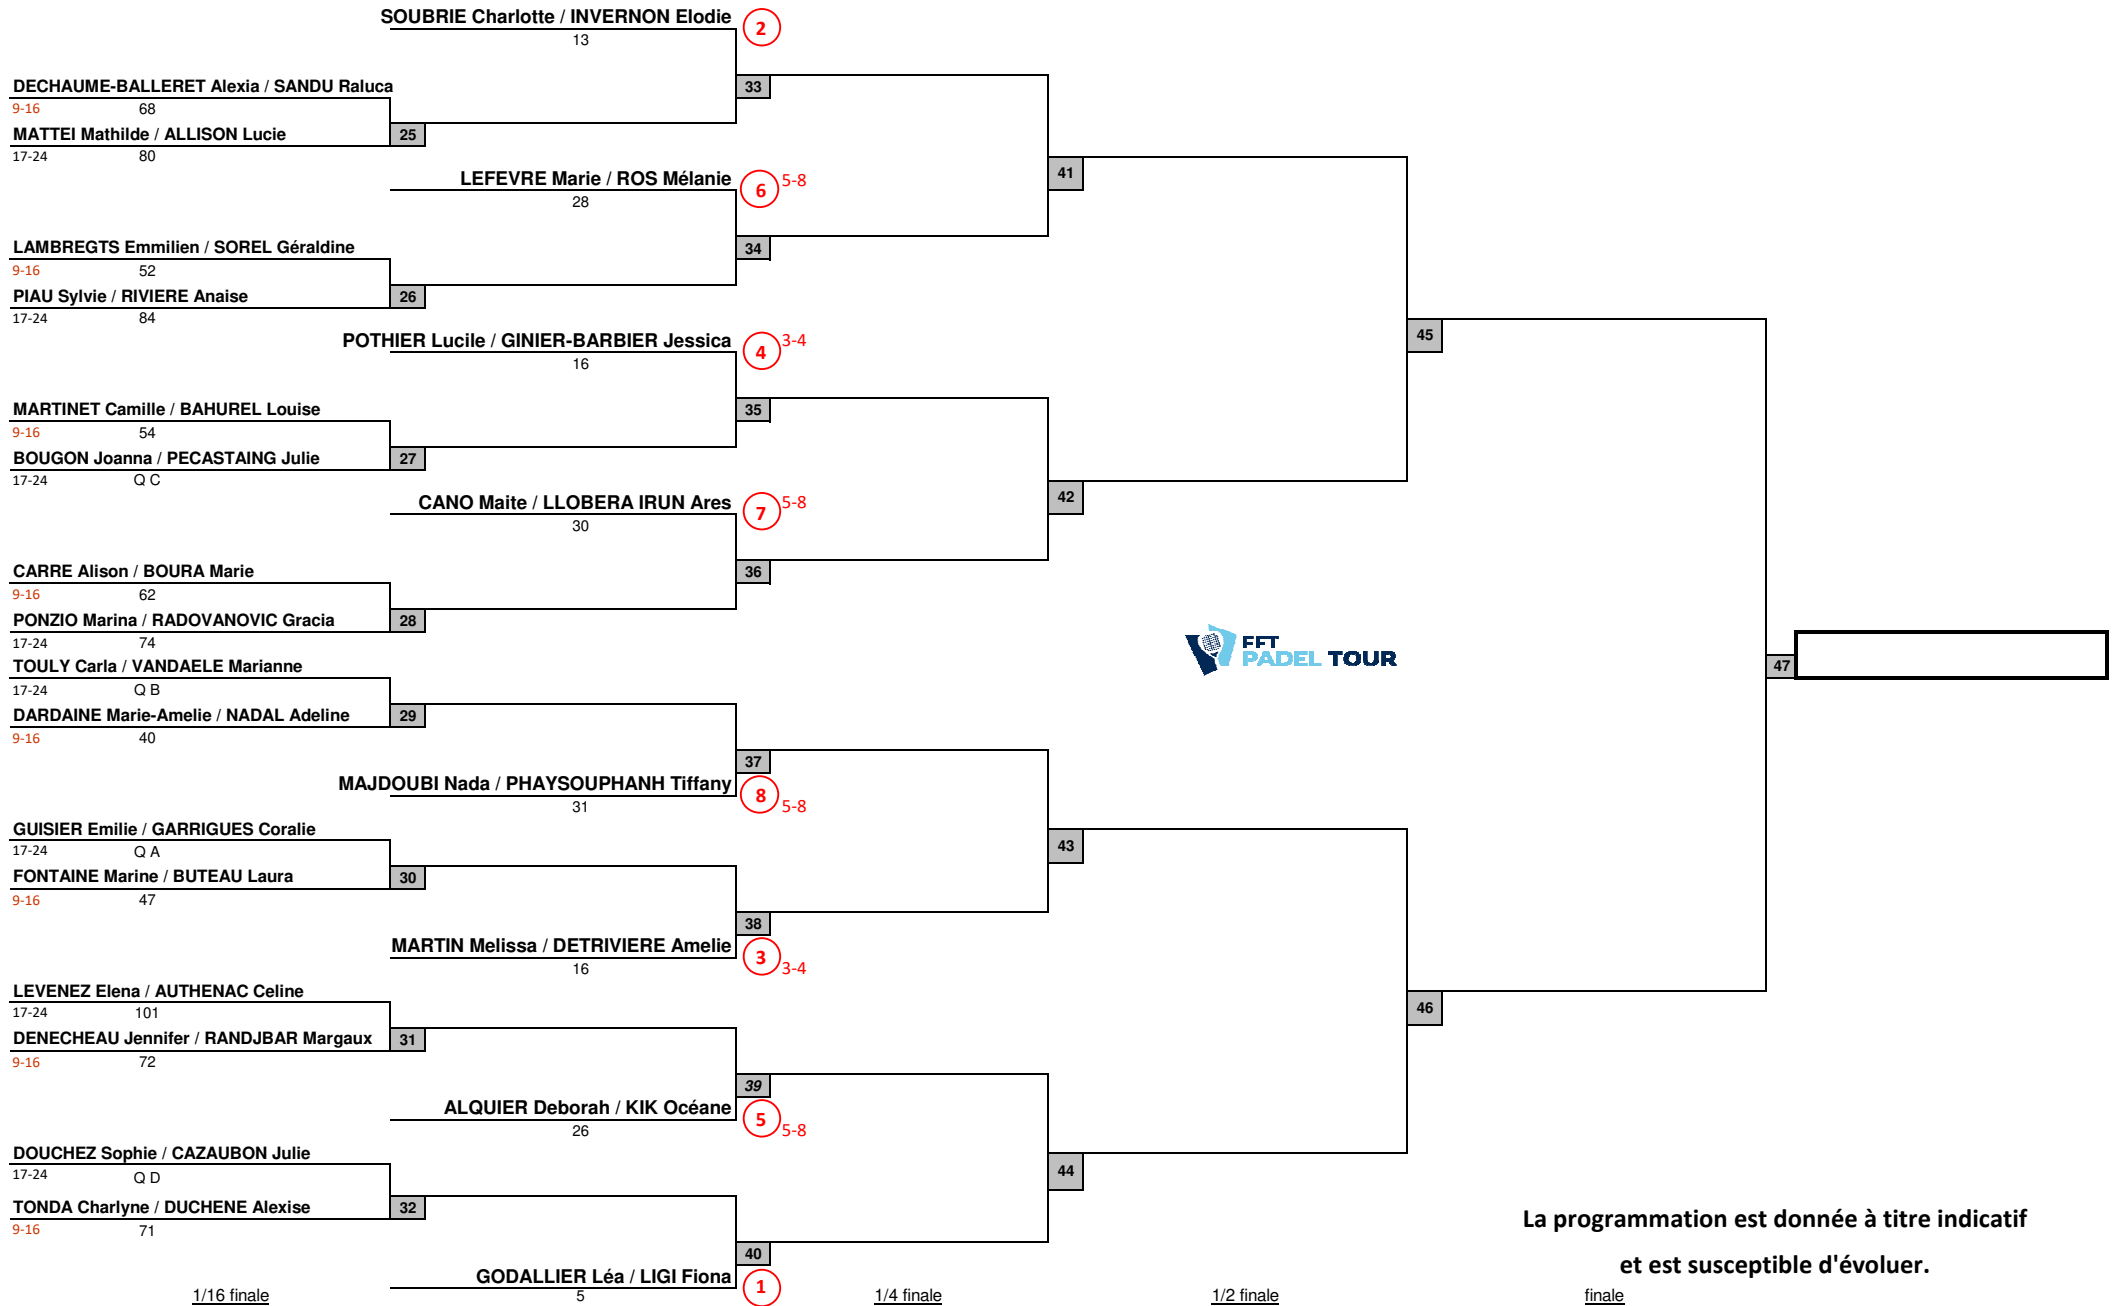 SOUBRIE Charlotte / INVERNON Elodie
2
13
DECHAUME-BALLERET Alexia / SANDU Raluca
33
9-16 68
MATTEI Mathilde / ALLISON Lucie
25
17-24 80
LEFEVRE Marie / ROS Mélanie
6 5-8
28
41
LAMBREGTS Emmilien / SOREL Géraldine
34
9-16 52
PIAU Sylvie / RIVIERE Anaise
26
17-24 84
POTHIER Lucile / GINIER-BARBIER Jessica
4 3-4
16
45
MARTINET Camille / BAHUREL Louise
35
9-16 54
BOUGON Joanna / PECASTAING Julie
27
17-24 Q C
CANO Maite / LLOBERA IRUN Ares
7 5-8
30
42
CARRE Alison / BOURA Marie
36
9-16 62
PONZIO Marina / RADOVANOVIC Gracia
28
17-24 74
FFT
PADEL TOUR
47
TOULY Carla / VANDAELE Marianne
17-24 Q B
DARDAINE Marie-Amelie / NADAL Adeline
29
9-16 40
37
MAJDOUBI Nada / PHAYSOUPHANH Tiffany
8 5-8
31
GUISIER Emilie / GARRIGUES Coralie
17-24 Q A
43
FONTAINE Marine / BUTEAU Laura
30
9-16 47
38
MARTIN Melissa / DETRIVIERE Amelie
3 3-4
16
LEVENEZ Elena / AUTHENAC Celine
17-24 101
46
DENECHEAU Jennifer / RANDJBAR Margaux
31
9-16 72
39
ALQUIER Deborah / KIK Océane
5 5-8
26
DOUCHEZ Sophie / CAZAUBON Julie
17-24 Q D
44
TONDA Charlyne / DUCHENE Alexise
32
9-16 71
La programmation est donnée à titre indicatif
et est susceptible d'évoluer.
40
GODALLIER Léa / LIGI Fiona
1
5
1/16 finale
1/4 finale
1/2 finale
finale